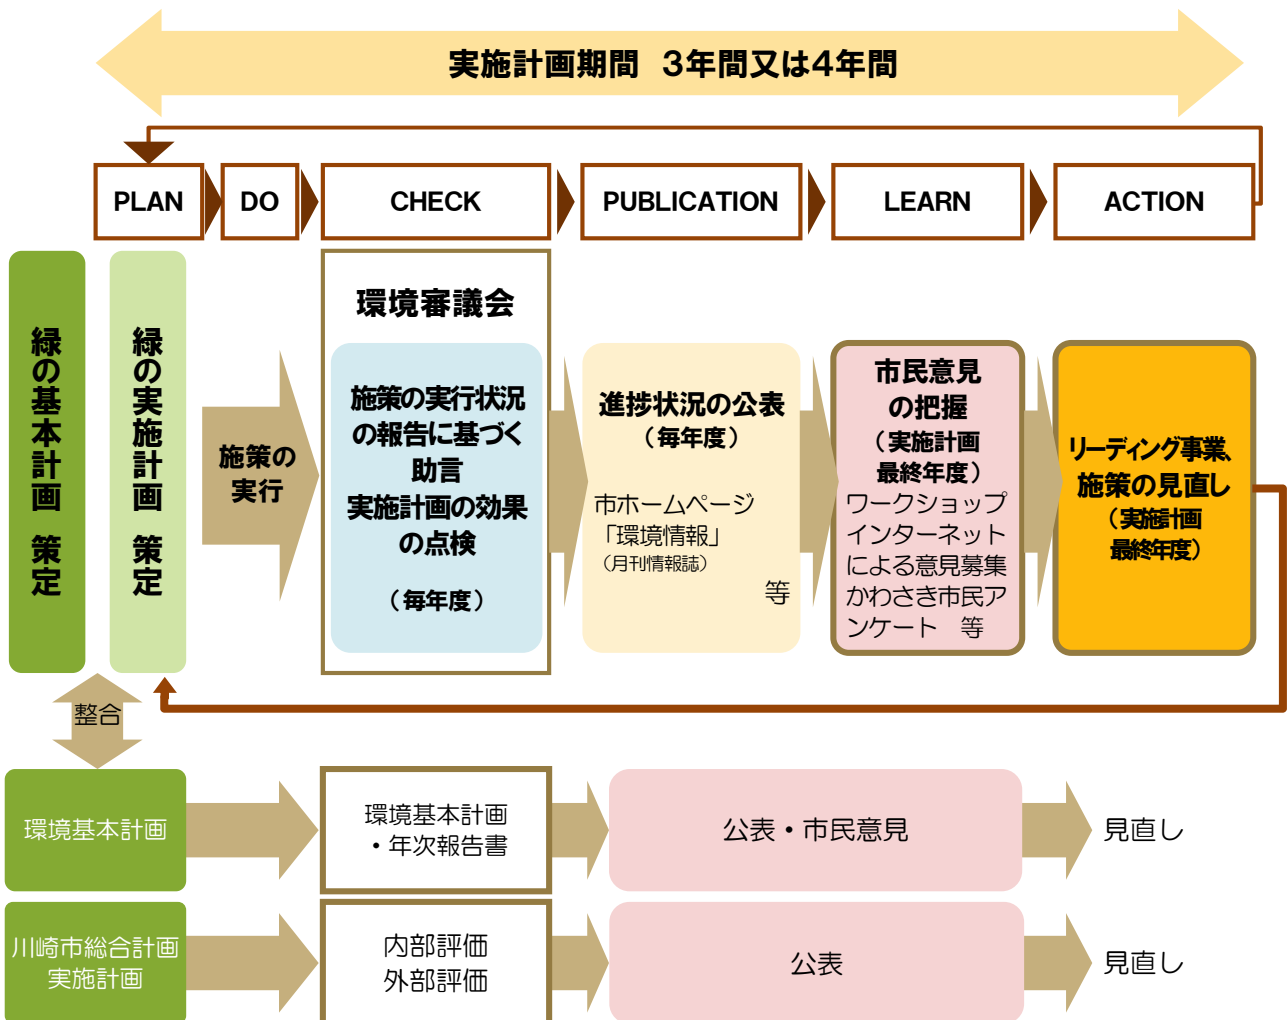 実施計画期間 3年間又は4年間
PLAN
DO
CHECK
PUBLICATION
LEARN
ACTION
緑の基本計画 策定
緑の実施計画 策定
施策の
実行
環境審議会
施策の実行状況
の報告に基づく
助言
実施計画の効果
の点検
（毎年度）
進捗状況の公表
（毎年度）
市ホームページ
「環境情報」
（月刊情報誌）
等
市民意見
の把握
（実施計画
最終年度）
ワークショップ
インターネット
による意見募集
かわさき市民ア
ンケート 等
リーディング事業、
施策の見直し
（実施計画
最終年度）
整合
環境基本計画
環境基本計画
・年次報告書
公表・市民意見
見直し
川崎市総合計画
実施計画
内部評価
外部評価
公表
見直し